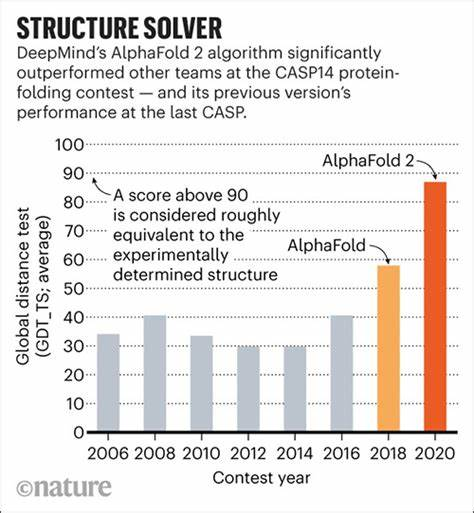 STRUCTURE SOLVER
DeepMind's AlphaFold 2 algorithm significantly
outperformed other teams at the CASP14 protein-
folding contest — and its previous version's
performance at the last CASP.
Global distance test
(GDT_TS; average)
100
90
80
70
60
50
40
30
20
10
0
A score above 90
is considered roughly
equivalent to the
experimentally
determined structure
AlphaFold
AlphaFold 2
2006 2008 2010 2012 2014 2016 2018 2020
Contest year
©nature